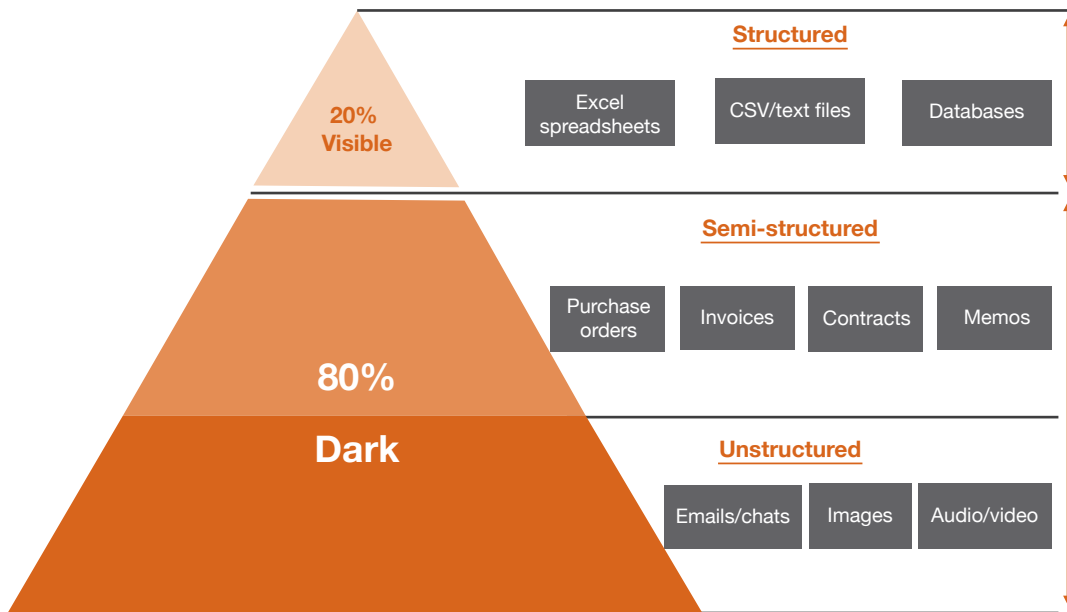 Structured
20%
Visible
Excel
spreadsheets
CSV/text files
Databases
Semi-structured
Purchase
orders
Invoices
Contracts
Memos
80%
Dark
Unstructured
Emails/chats
Images
Audio/video